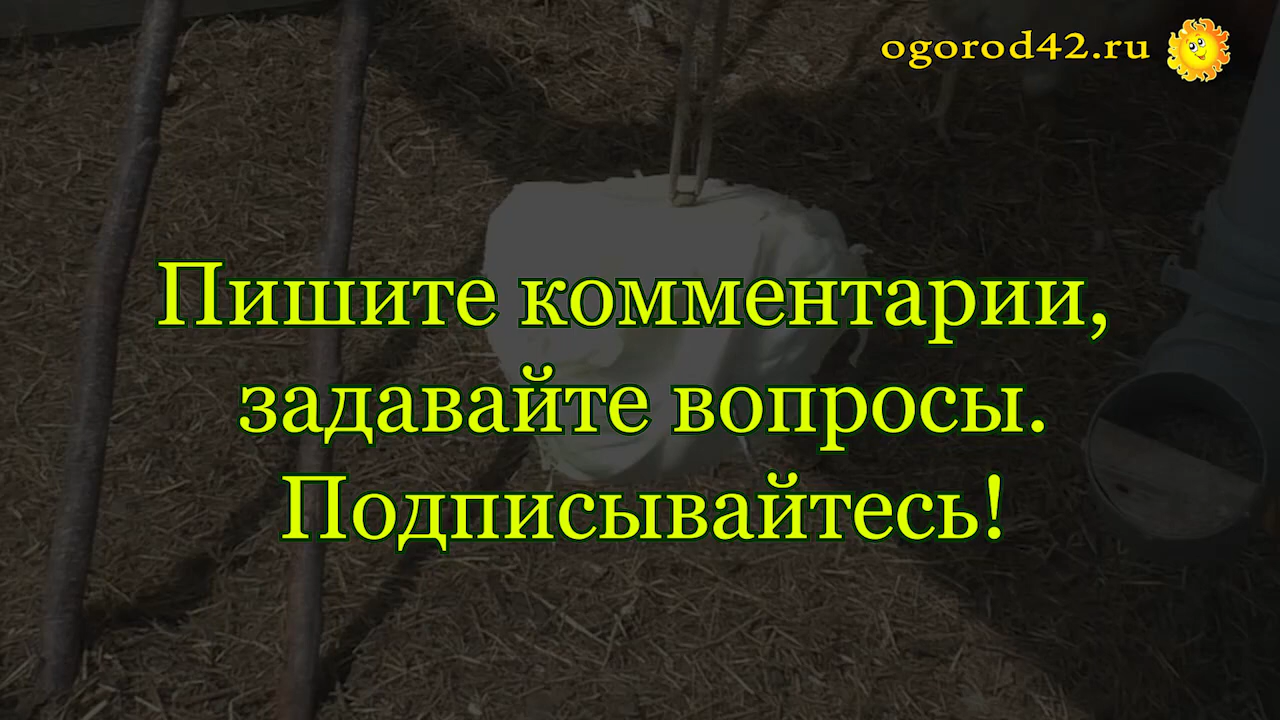 ogorod42.ru
Пишите комментарии,
задавайте вопросы.
Подписывайтесь!